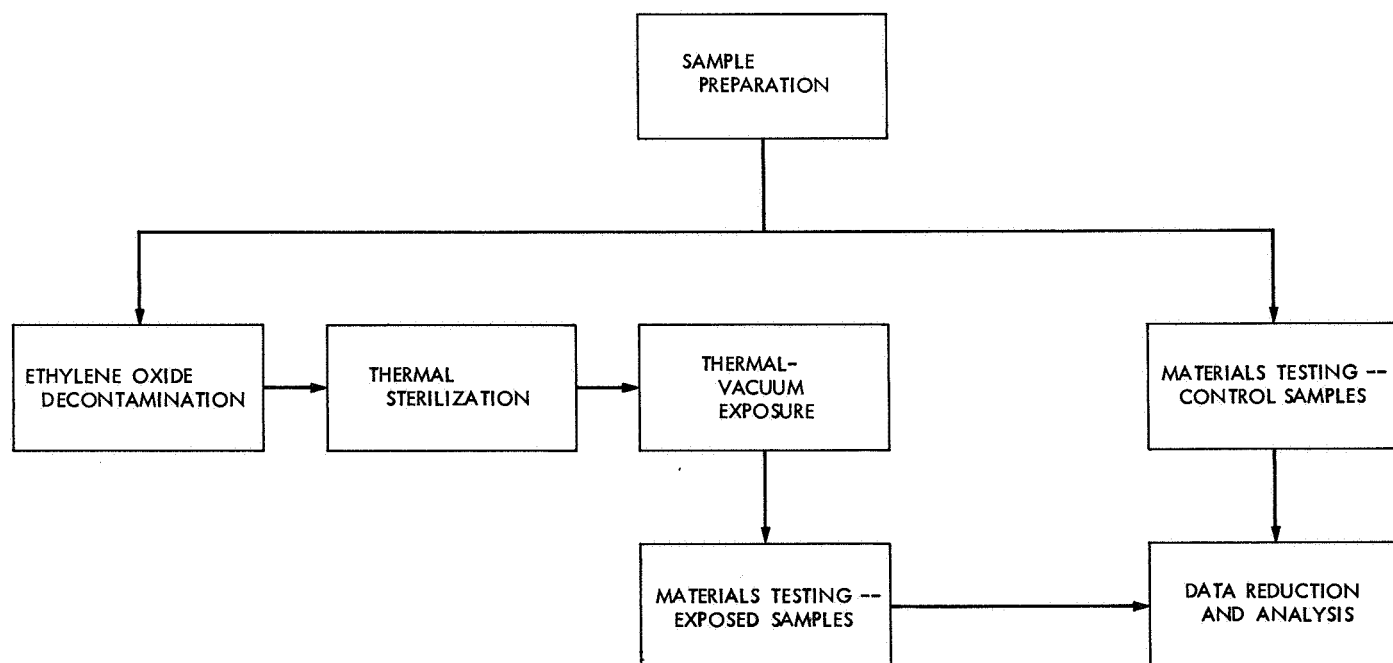 SAMPLE
PREPARATION
ETHYLENE OXIDE
DECONTAMINATION
THERMAL
STERILIZATION
THERMAL-
VACUUM
EXPOSURE
MATERIALS TESTING --
CONTROL SAMPLES
MATERIALS TESTING --
EXPOSED SAMPLES
DATA REDUCTION
AND ANALYSIS